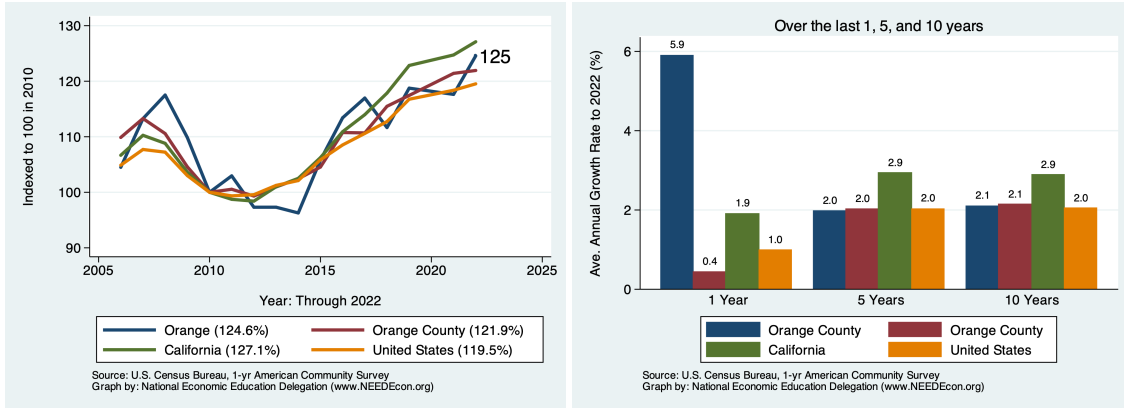 130
120
110
100
90
Indexed to 100 in 2010
125
2005 2010 2015 2020 2025
Year: Through 2022
Orange (124.6%) Orange County (121.9%)
California (127.1%) United States (119.5%)
Source: U.S. Census Bureau, 1-yr American Community Survey
Graph by: National Economic Education Delegation (www.NEEDEcon.org)
Over the last 1, 5, and 10 years
6
4
2
0
Ave. Annual Growth Rate to 2022 (%)
5.9 0.4 1.9 1.0 2.0 2.0 2.9 2.0 2.1 2.1 2.9 2.0
1 Year 5 Years 10 Years
Orange County Orange County
California United States
Source: U.S. Census Bureau, 1-yr American Community Survey
Graph by: National Economic Education Delegation (www.NEEDEcon.org)